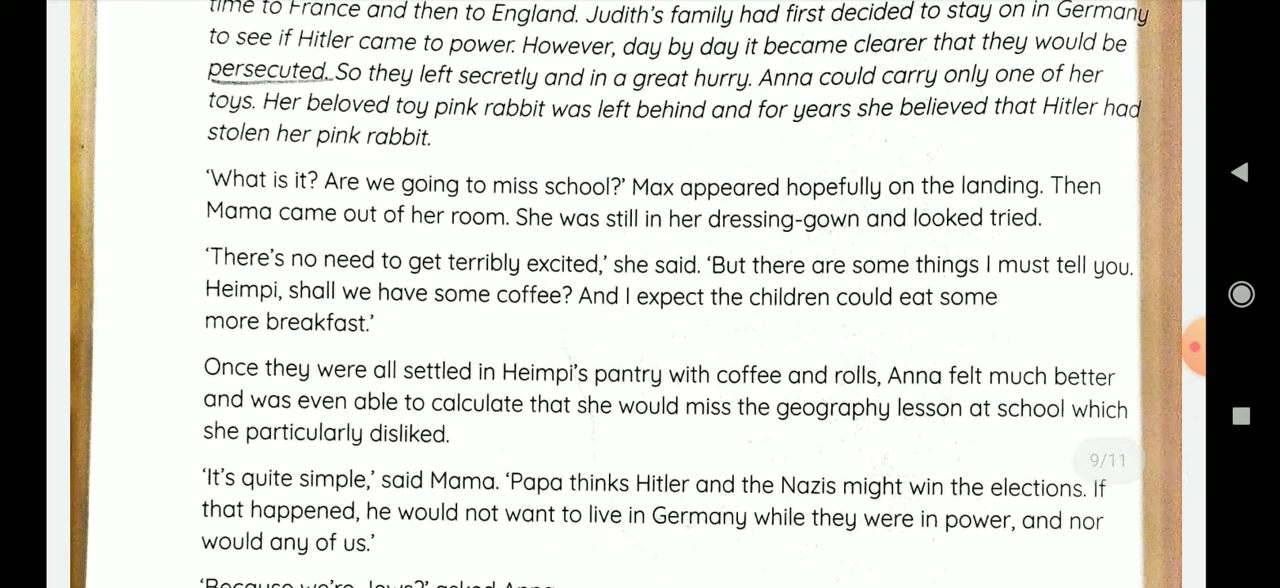 time to France and then to England. Judith's family had first decided to stay on in Germany
to see if Hitler came to power. However, day by day it became clearer that they would be
persecuted. So they left secretly and in a great hurry. Anna could carry only one of her
toys. Her beloved toy pink rabbit was left behind and for years she believed that Hitler had
stolen her pink rabbit.
‘What is it? Are we going to miss school?’ Max appeared hopefully on the landing. Then
Mama came out of her room. She was still in her dressing-gown and looked tried.
‘There’s no need to get terribly excited,’ she said. ‘But there are some things I must tell you.
Heimpi, shall we have some coffee? And I expect the children could eat some
more breakfast.’
Once they were all settled in Heimpi’s pantry with coffee and rolls, Anna felt much better
and was even able to calculate that she would miss the geography lesson at school which
she particularly disliked.
9/11
‘It’s quite simple,’ said Mama. ‘Papa thinks Hitler and the Nazis might win the elections. If
that happened, he would not want to live in Germany while they were in power, and nor
would any of us.’
‘Because we’re Jews?’ asked Anna.